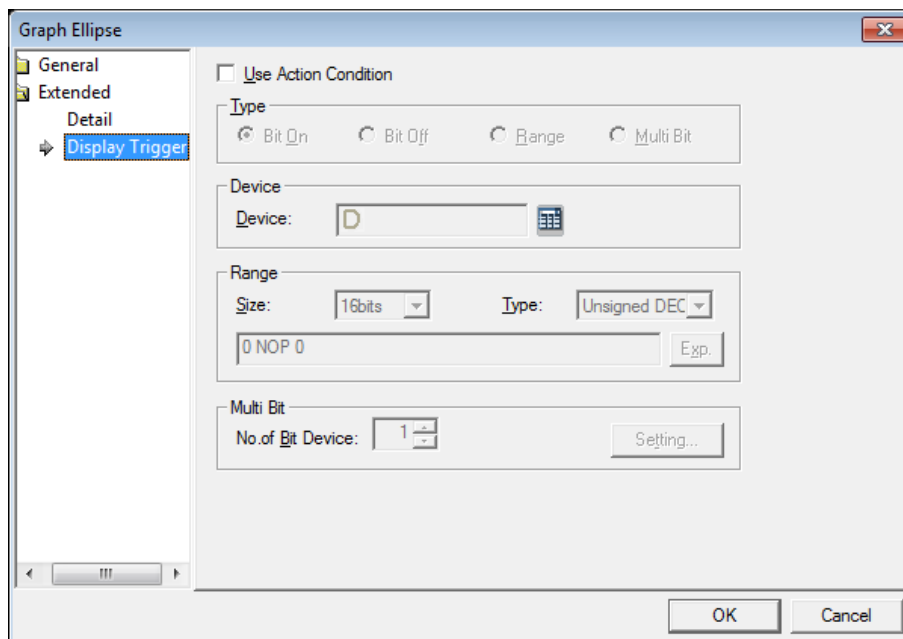 Graph Ellipse
General
Extended
Detail
Display Trigger
Use Action Condition
Type
Bit On Bit Off Range Multi Bit
Device
Device: D
Range
Size: 16bits Type: Unsigned DEC
0 NOP 0 Exp.
Multi Bit
No.of Bit Device: 1 Setting...
OK Cancel